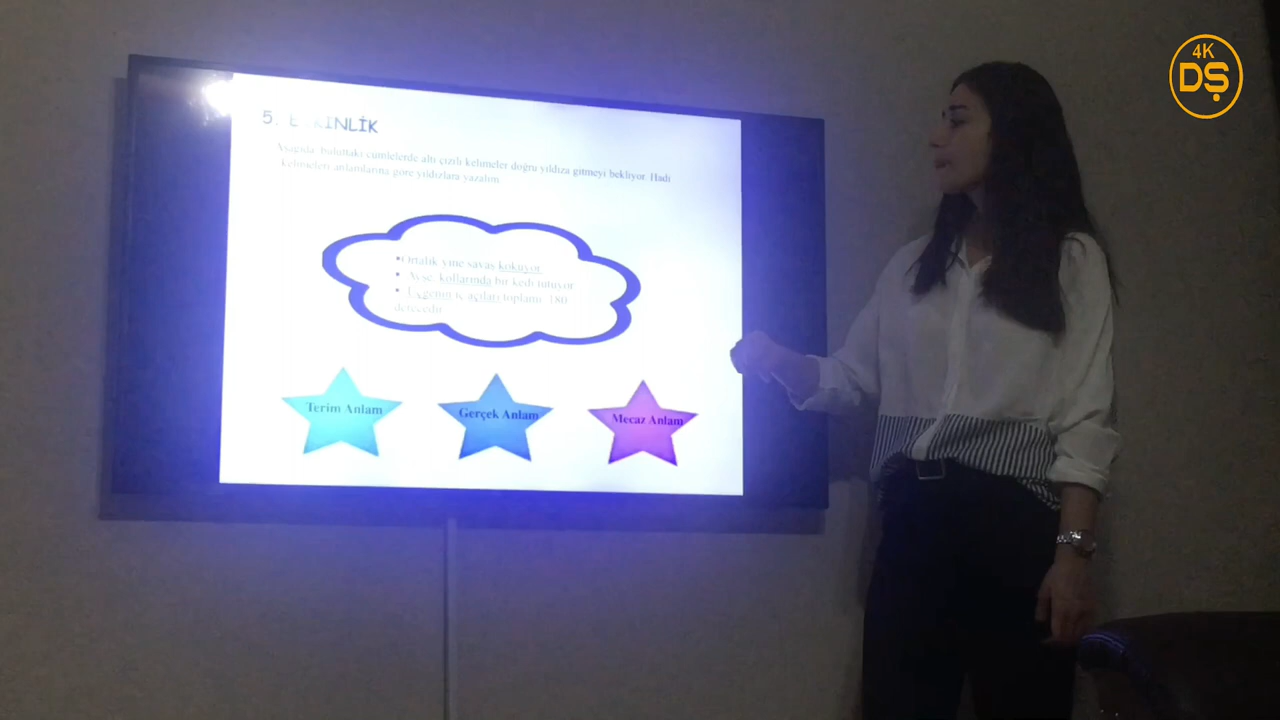 4K
DŞ
5. ETKİNLİK
Aşağıda buluttaki cümlelerde altı çizili kelimeler doğru yıldıza gitmeyi bekliyor. Hadi
kelimeleri anlamlarına göre yıldızlara yazalım.
•Ortalık yine savaş kokuyor.
• Ayşe, kollarında bir kedi tutuyor.
• Üçgenin iç açıları toplamı 180
derecedir.
Terim Anlam
Gerçek Anlam
Mecaz Anlam